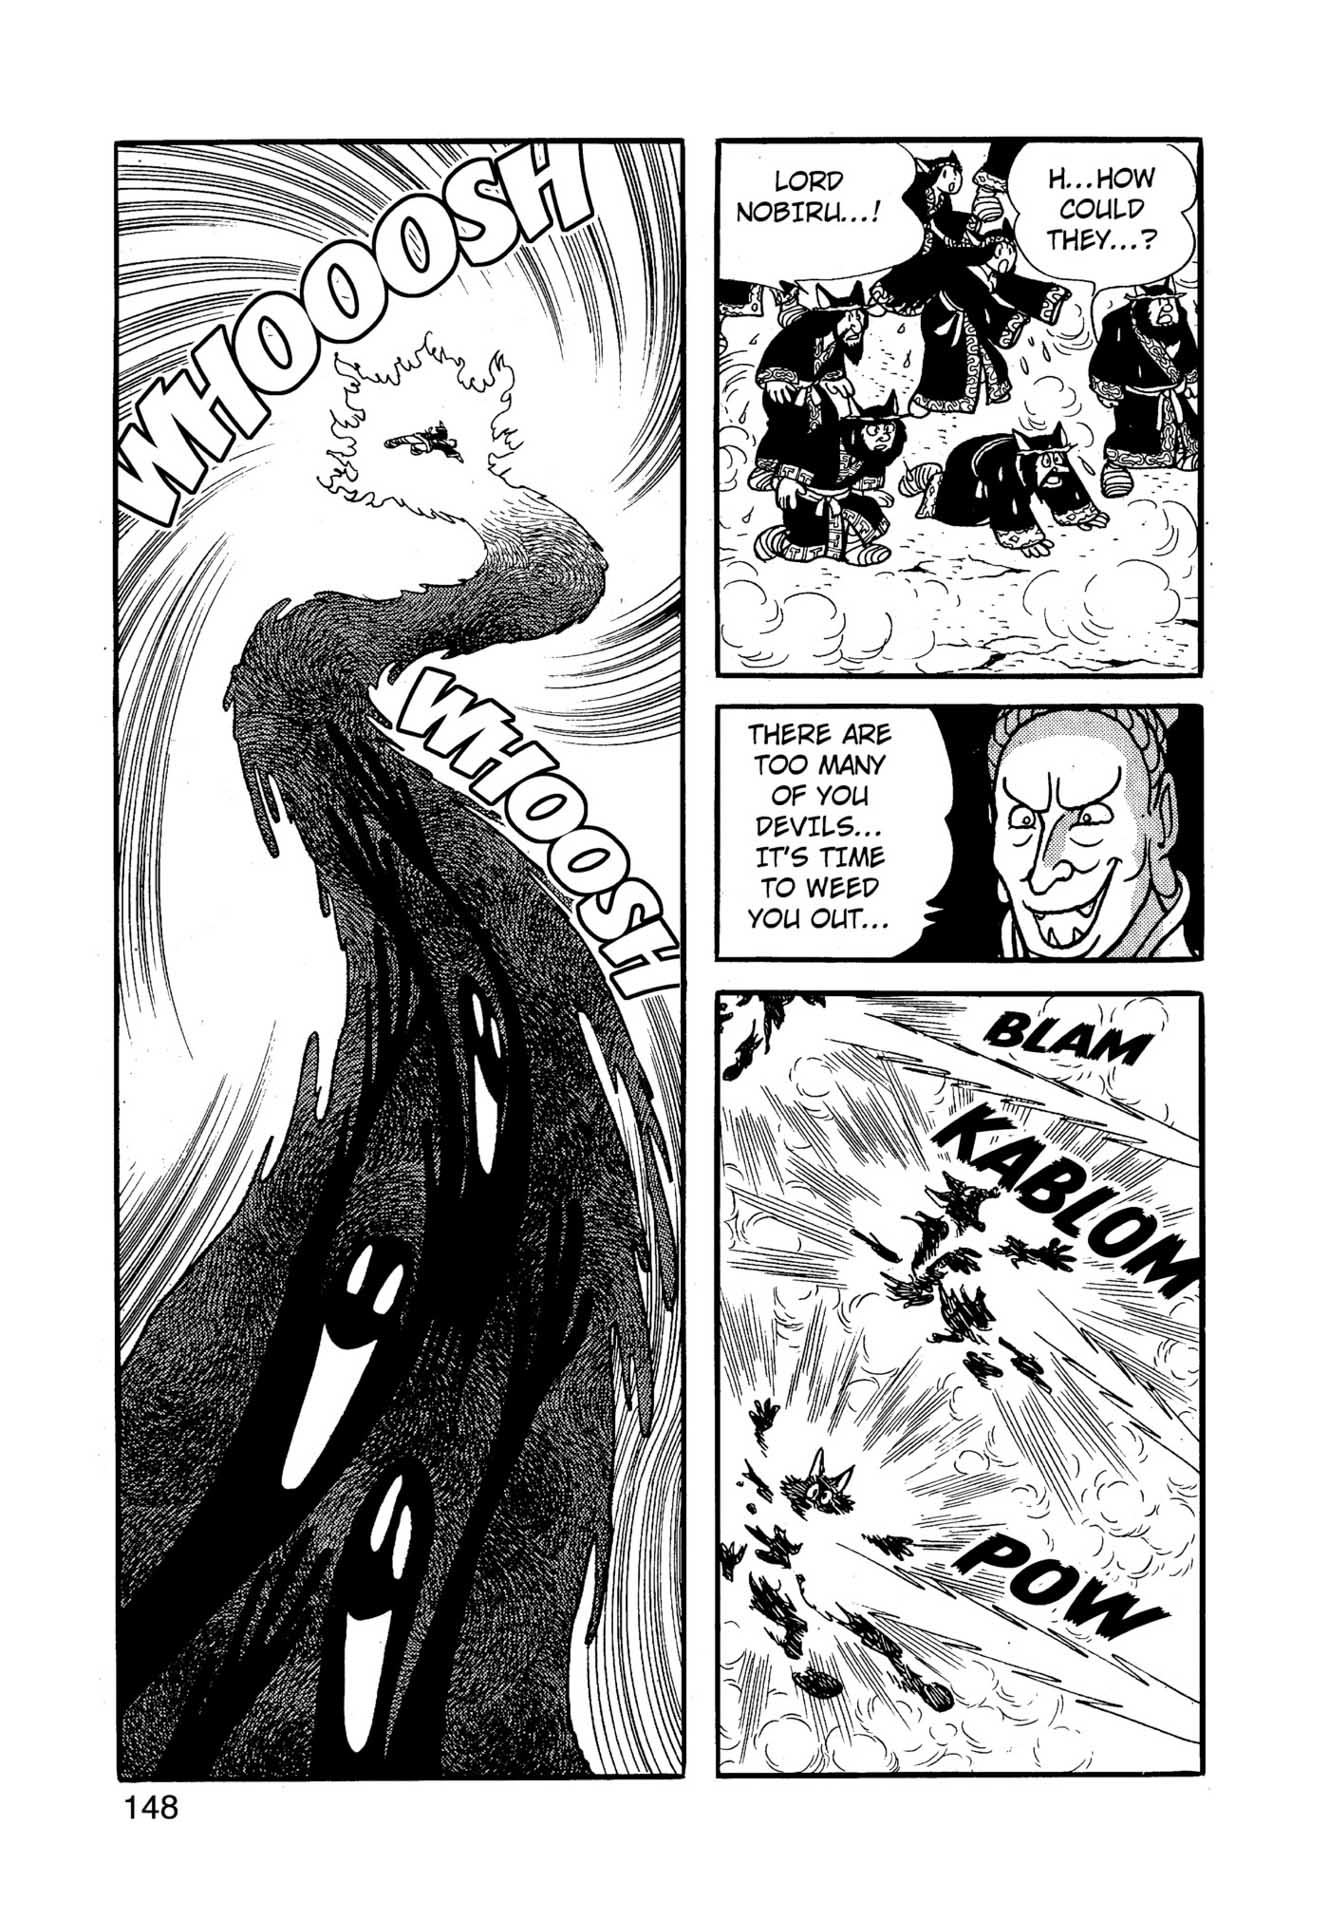 LORD
NOBIRU...!
H...HOW
COULD
THEY...?
THERE ARE
TOO MANY
OF YOU
DEVILS...
IT'S TIME
TO WEED
YOU OUT...
BLAM
KABLOM
POW
WHOOOOSH
WHOOOSH
148